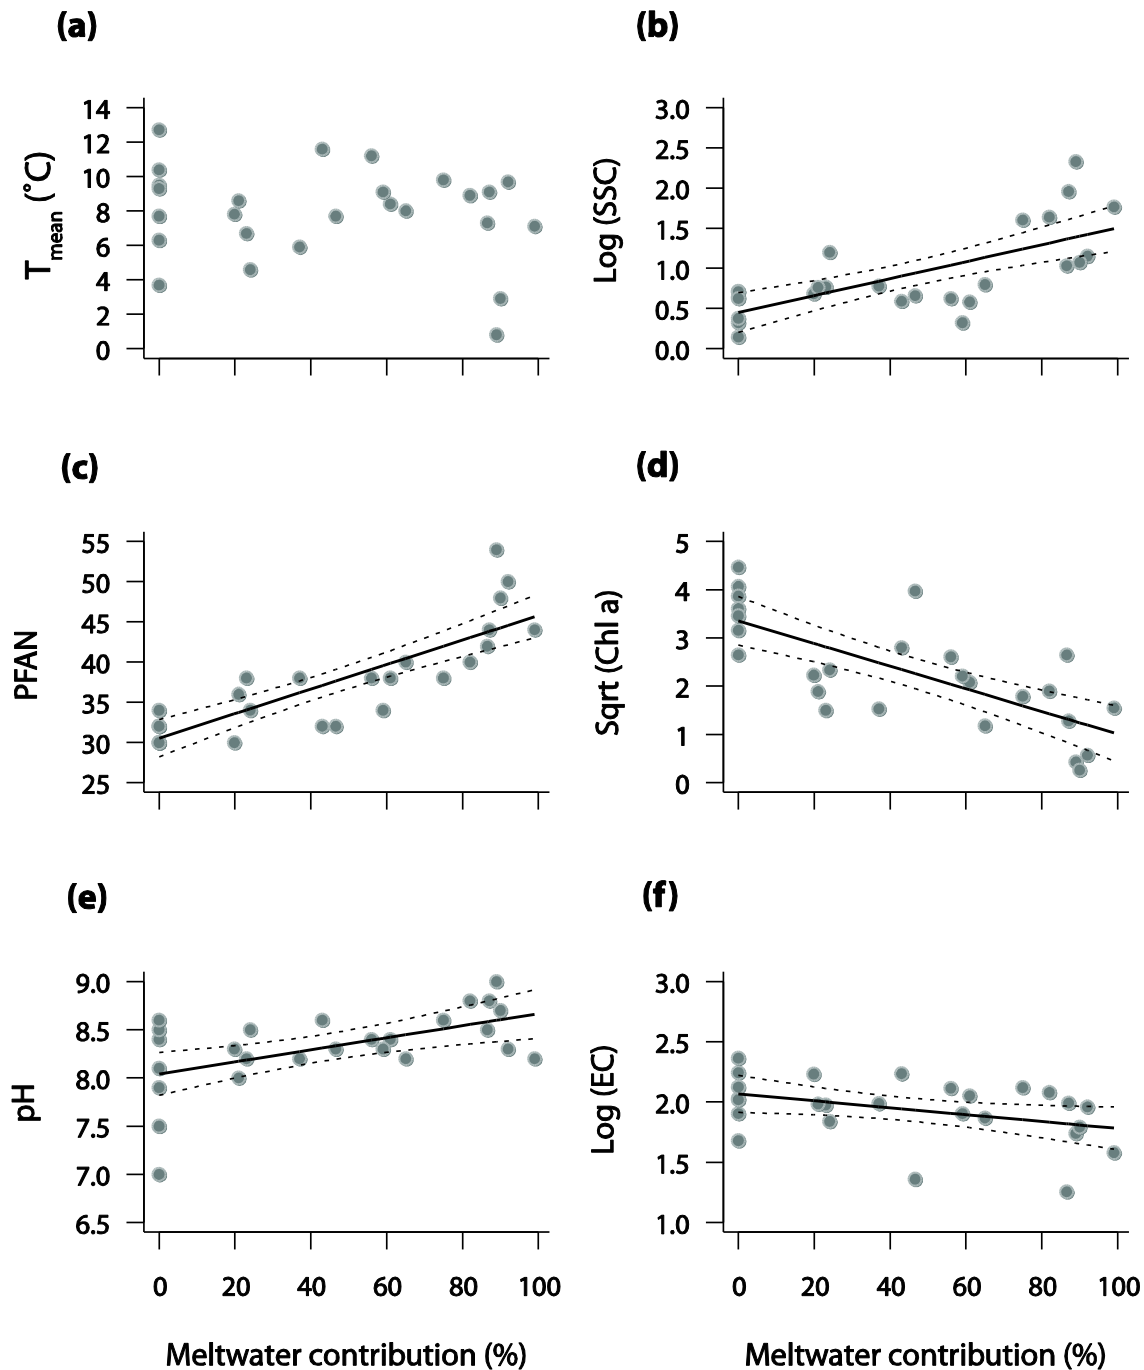 (a)
14
12
10
8
6
4
2
0
Tmean (˚C)
(b)
3.0
2.5
2.0
1.5
1.0
0.5
0.0
Log (SSC)
(c)
55
50
45
40
35
30
25
PFAN
(d)
5
4
3
2
1
0
Sqrt (Chl a)
(e)
9.0
8.5
8.0
7.5
7.0
6.5
pH
0 20 40 60 80 100
Meltwater contribution (%)
(f)
3.0
2.5
2.0
1.5
1.0
Log (EC)
0 20 40 60 80 100
Meltwater contribution (%)